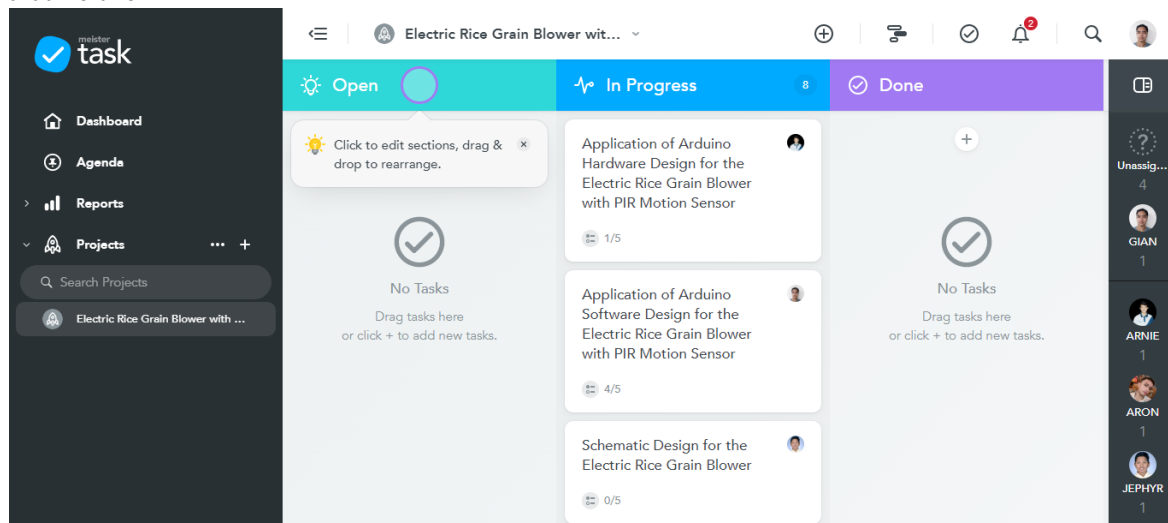 meister
task
Electric Rice Grain Blower wit...
2
Dashboard
Agenda
Reports
Projects
Search Projects
Electric Rice Grain Blower with ...
Open
Click to edit sections, drag &
drop to rearrange.
No Tasks
Drag tasks here
or click + to add new tasks.
In Progress
8
Application of Arduino
Hardware Design for the
Electric Rice Grain Blower
with PIR Motion Sensor
1/5
Application of Arduino
Software Design for the
Electric Rice Grain Blower
with PIR Motion Sensor
4/5
Schematic Design for the
Electric Rice Grain Blower
0/5
Done
No Tasks
Drag tasks here
or click + to add new tasks.
Unassig...
4
GIAN
1
ARNIE
1
ARON
1
JEPHYR
1